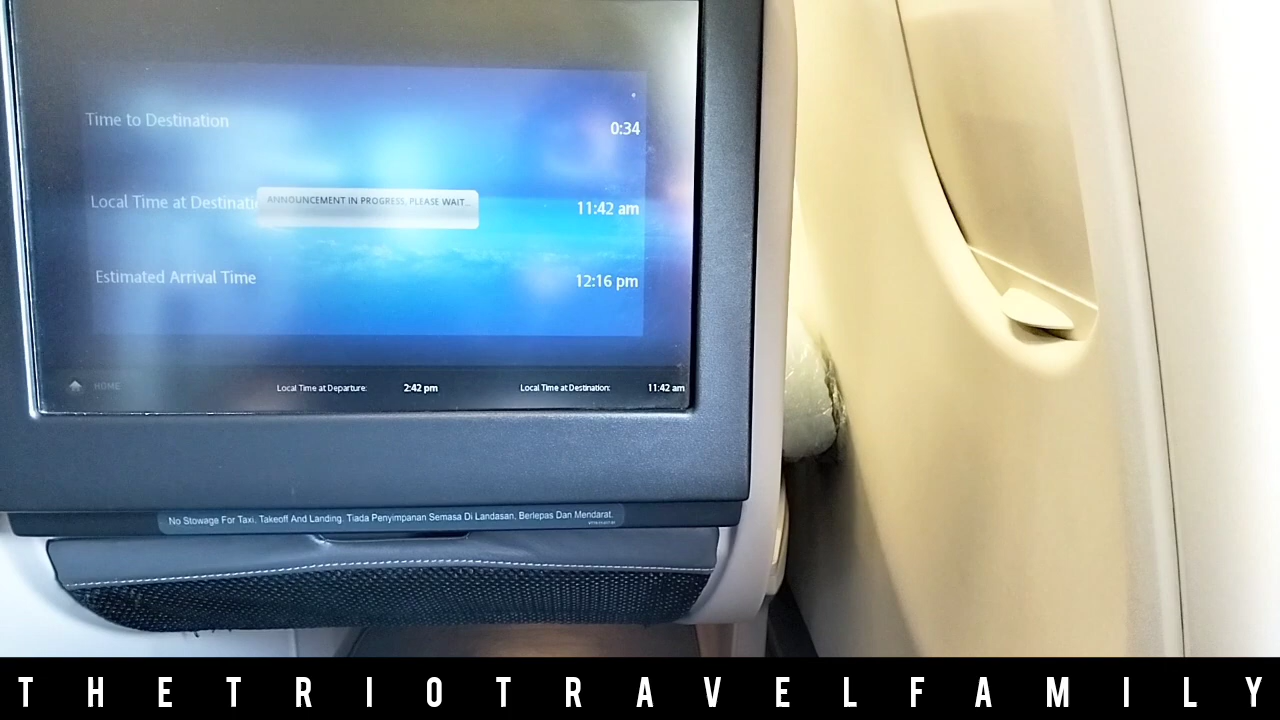 Time to Destination 0:34
Local Time at Destinati 11:42 am
ANNOUNCEMENT IN PROGRESS, PLEASE WAIT...
Estimated Arrival Time 12:16 pm
HOME Local Time at Departure: 2:42 pm Local Time at Destination: 11:42 am
No Stowage For Taxi, Takeoff And Landing. Tiada Penyimpanan Semasa Di Landasan, Berlepas Dan Mendarat.
THETRIOTRAVELFAMILY